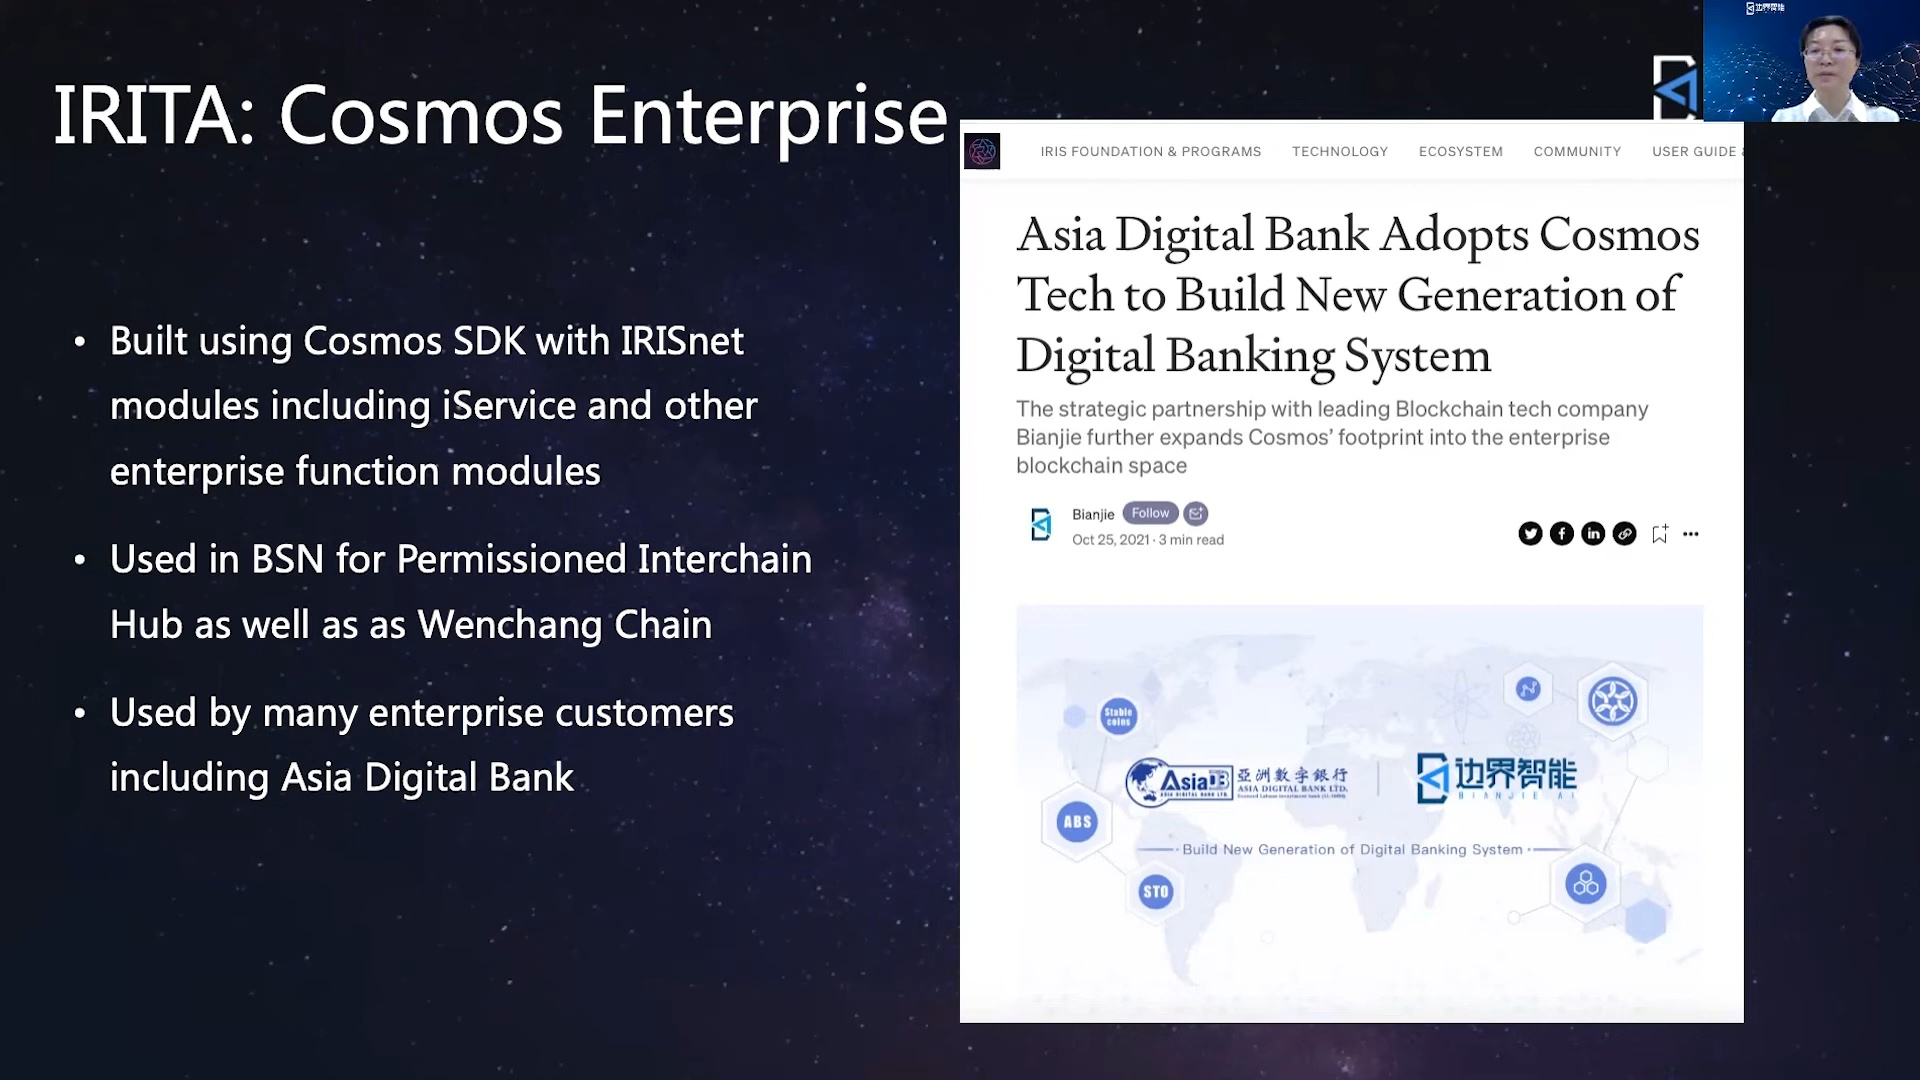 边界智能
IRITA: Cosmos Enterprise
• Built using Cosmos SDK with IRISnet
modules including iService and other
enterprise function modules
• Used in BSN for Permissioned Interchain
Hub as well as as Wenchang Chain
• Used by many enterprise customers
including Asia Digital Bank
IRIS FOUNDATION & PROGRAMS TECHNOLOGY ECOSYSTEM COMMUNITY USER GUIDE &
Asia Digital Bank Adopts Cosmos
Tech to Build New Generation of
Digital Banking System
The strategic partnership with leading Blockchain tech company
Bianjie further expands Cosmos’ footprint into the enterprise
blockchain space
Bianjie Follow
Oct 25, 2021 · 3 min read
Stable
coins
AsiaDB 亞洲數字銀行
ASIA DIGITAL BANK LTD. ASIA DIGITAL BANK LTD.
边界智能
BIANJIE AI
ABS
Build New Generation of Digital Banking System
STO